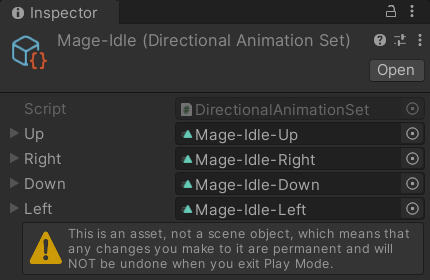 Inspector
Mage-Idle (Directional Animation Set)
Open
Script DirectionalAnimationSet
Up Mage-Idle-Up
Right Mage-Idle-Right
Down Mage-Idle-Down
Left Mage-Idle-Left
This is an asset, not a scene object, which means that
any changes you make to it are permanent and will
NOT be undone when you exit Play Mode.